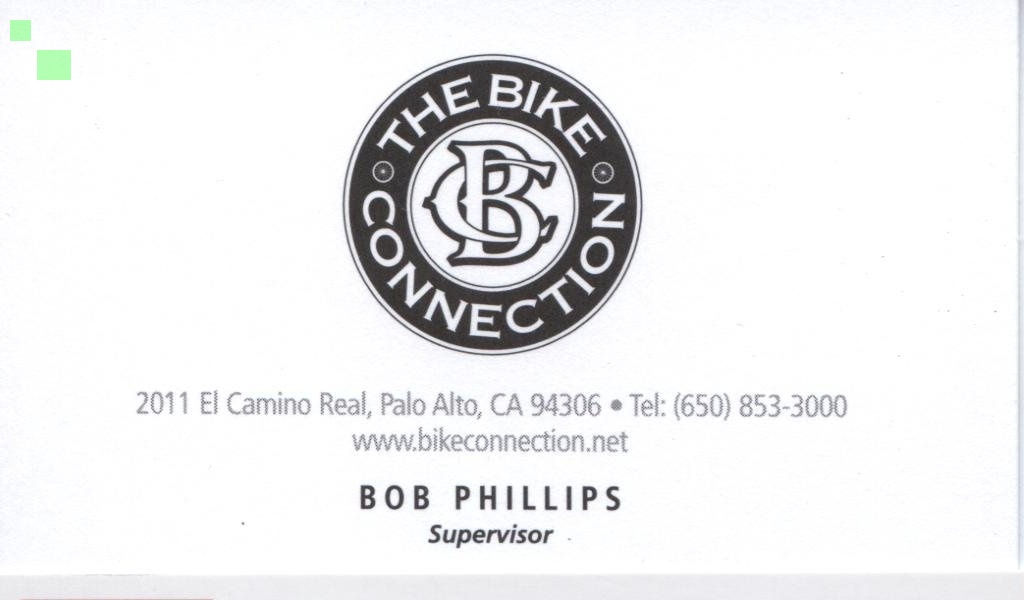 THE BIKE
CONNECTION
BC
2011 El Camino Real, Palo Alto, CA 94306 • Tel: (650) 853-3000
www.bikeconnection.net
BOB PHILLIPS
Supervisor